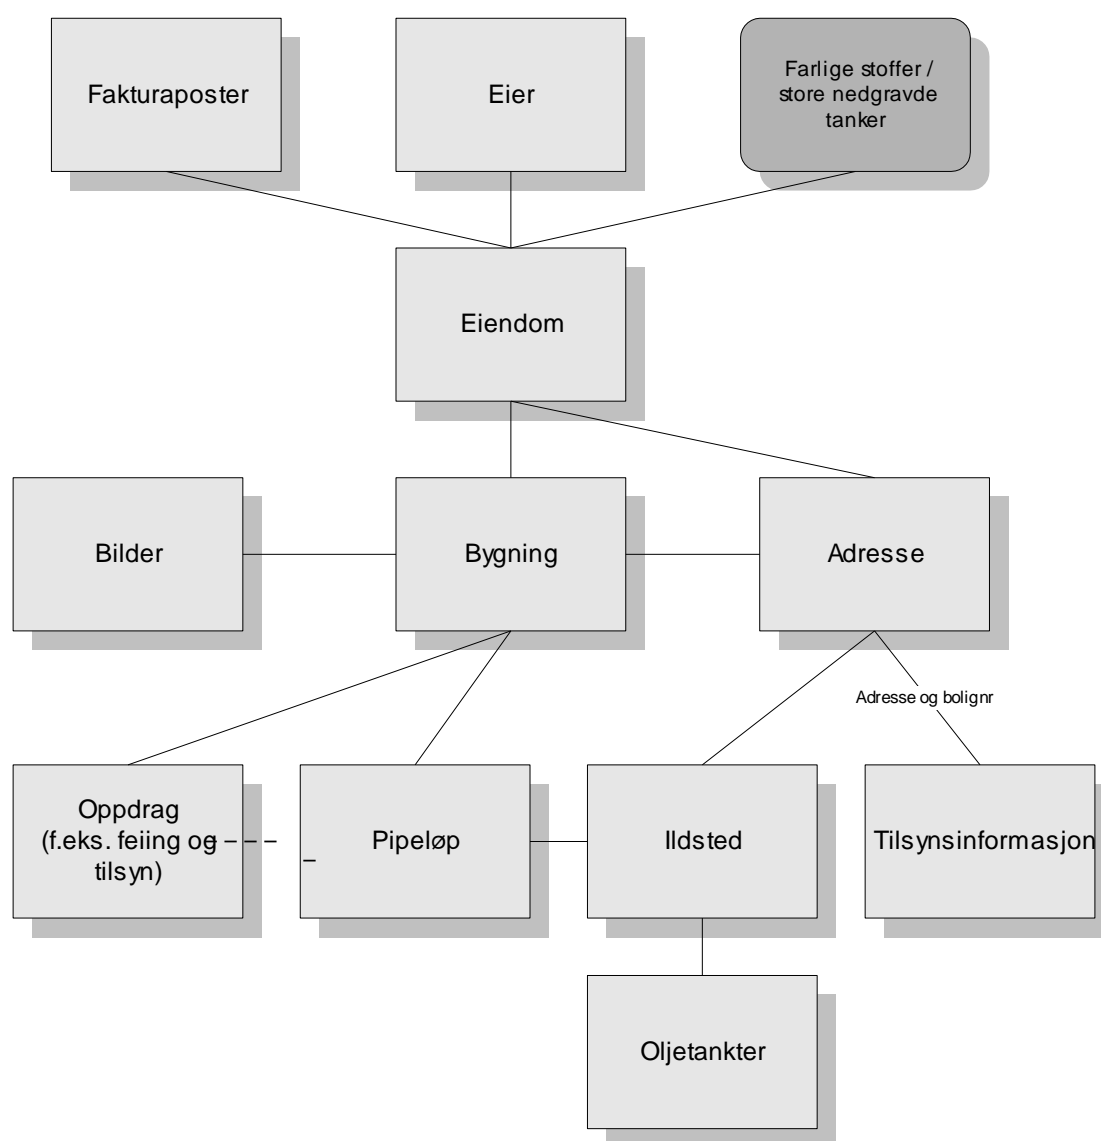 Fakturaposter
Eier
Farlige stoffer /
store nedgravde
tanker
Eiendom
Bilder
Bygning
Adresse
Adresse og bolignr
Oppdrag
(f.eks. feiing og
tilsyn)
Pipeløp
Ildsted
Tilsynsinformasjon
Oljetankter